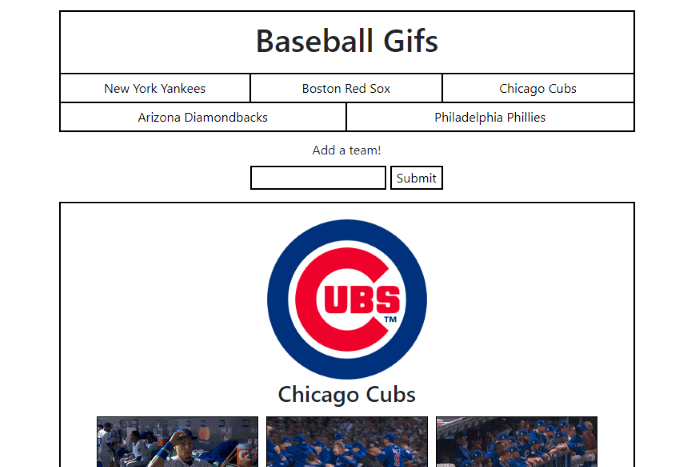 Baseball Gifs
New York Yankees
Boston Red Sox
Chicago Cubs
Arizona Diamondbacks
Philadelphia Phillies
Add a team!
Submit
CUBS
TM
Chicago Cubs